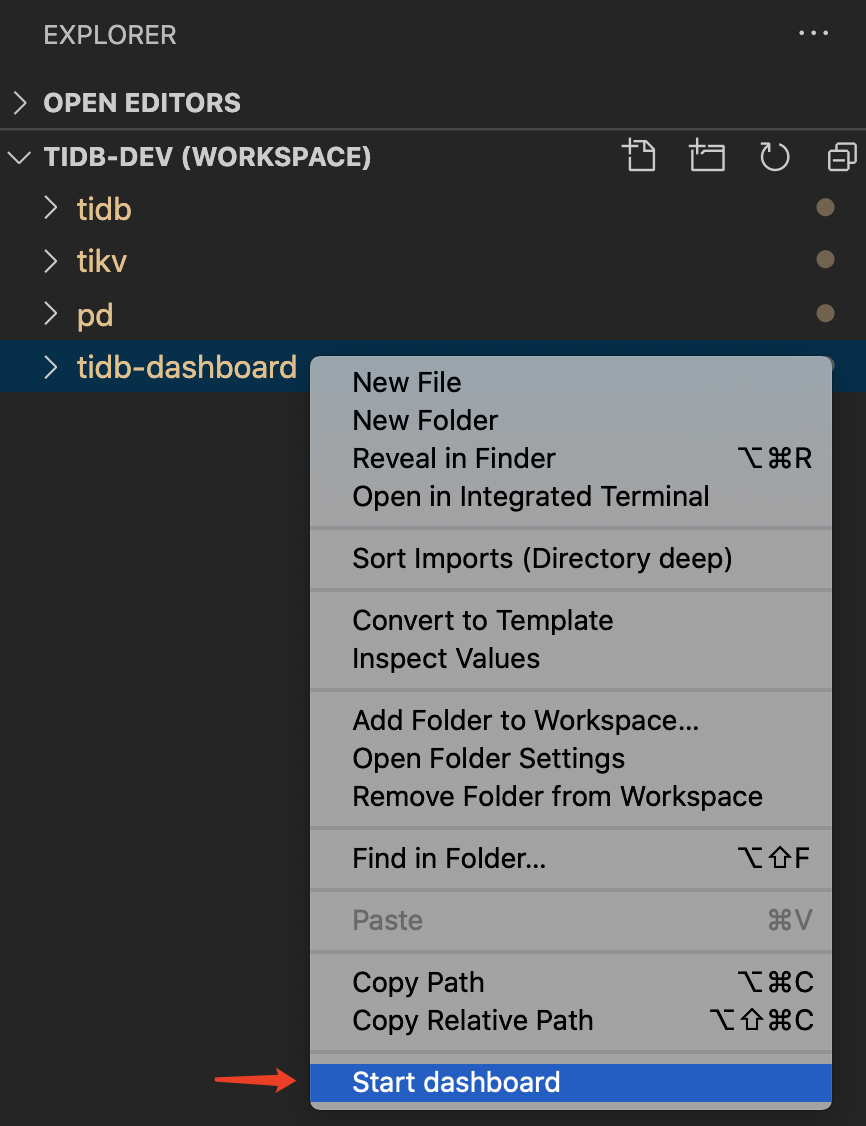 EXPLORER
OPEN EDITORS
TIDB-DEV (WORKSPACE)
tidb
tikv
pd
tidb-dashboard
New File
New Folder
Reveal in Finder ⌥⌘R
Open in Integrated Terminal
Sort Imports (Directory deep)
Convert to Template
Inspect Values
Add Folder to Workspace...
Open Folder Settings
Remove Folder from Workspace
Find in Folder... ⌥⇧F
Paste ⌘V
Copy Path ⌥⌘C
Copy Relative Path ⌥⇧⌘C
Start dashboard